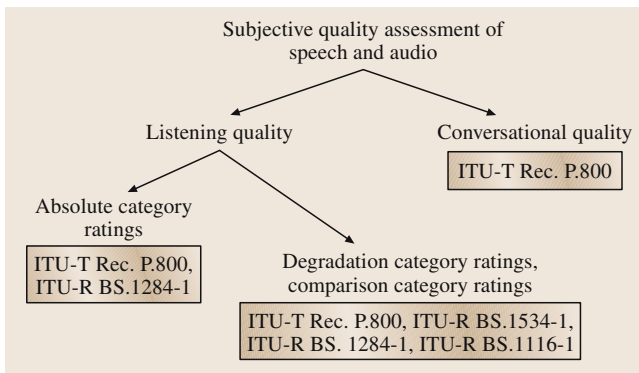 Subjective quality assessment of
speech and audio
Listening quality
Conversational quality
ITU-T Rec. P.800
Absolute category
ratings
ITU-T Rec. P.800,
ITU-R BS.1284-1
Degradation category ratings,
comparison category ratings
ITU-T Rec. P.800, ITU-R BS.1534-1,
ITU-R BS. 1284-1, ITU-R BS.1116-1